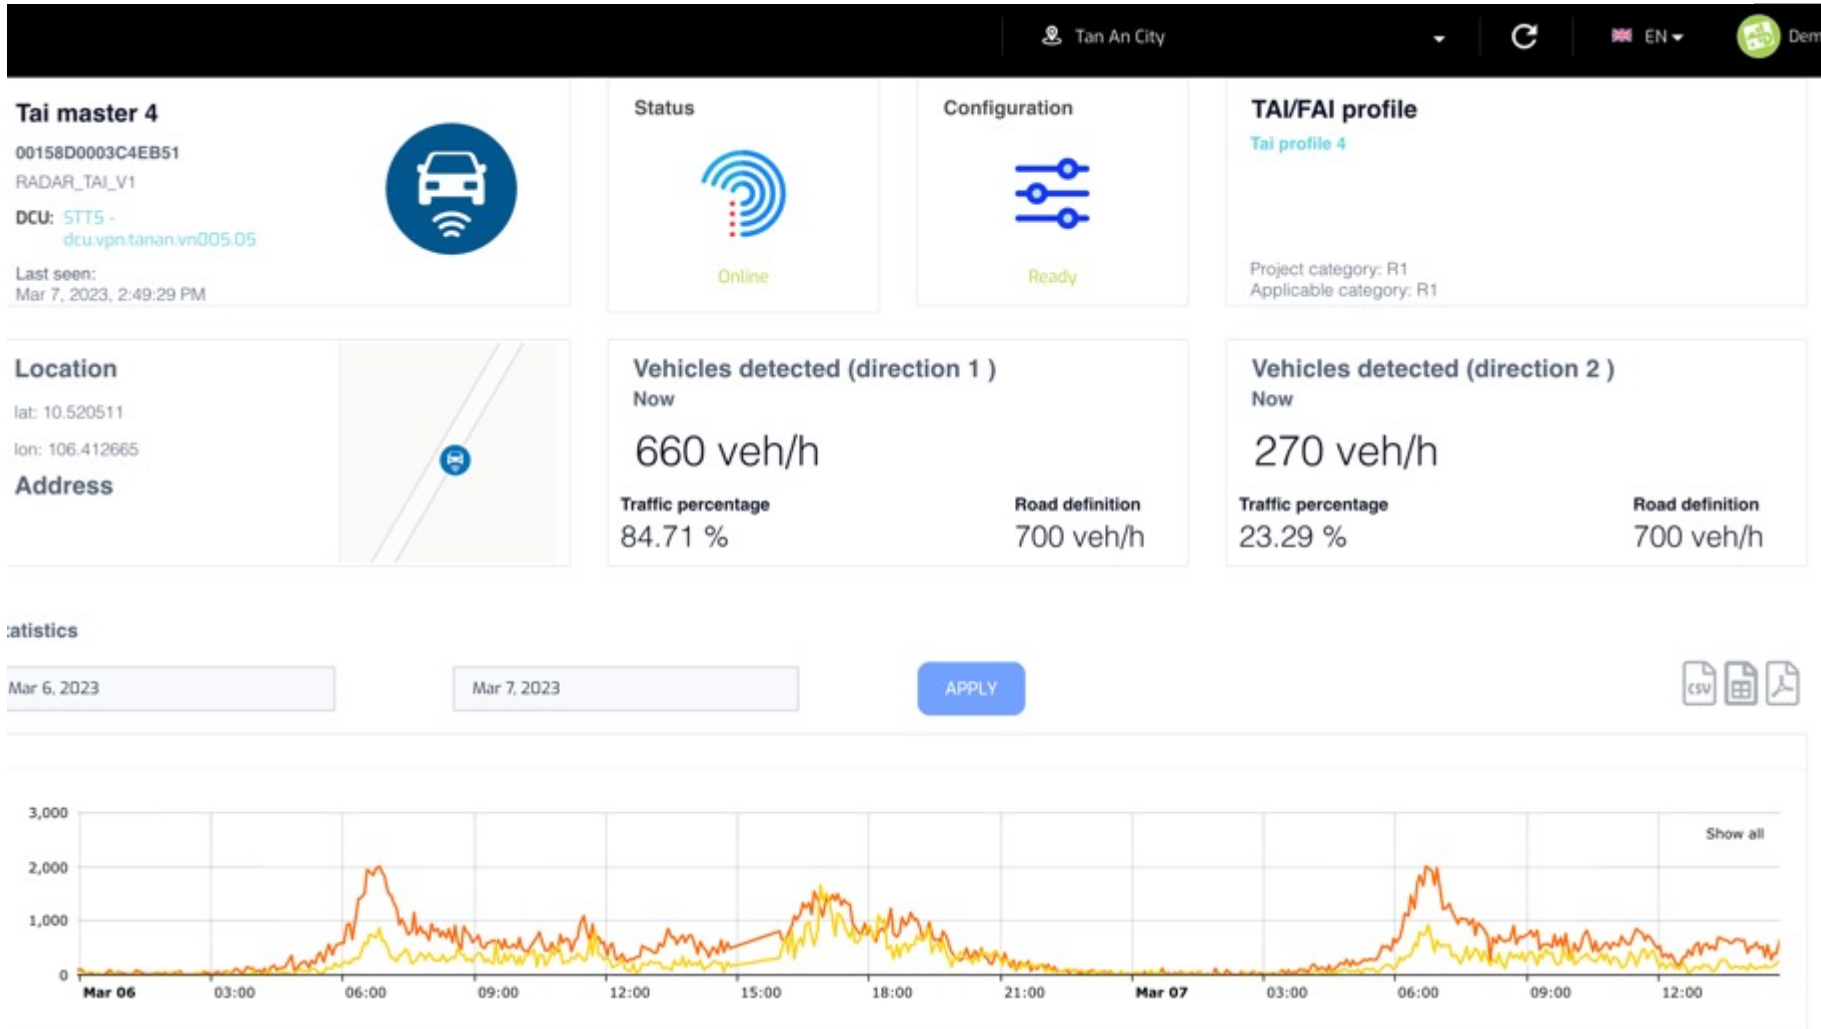 Tan An City
EN
Dem
Tai master 4
00158D0003C4EB51
RADAR_TAI_V1
DCU: STT5 -
dcu.vpn.tanan.vn005.05
Last seen:
Mar 7, 2023, 2:49:29 PM
Status
Online
Configuration
Ready
TAI/FAI profile
Tai profile 4
Project category: R1
Applicable category: R1
Location
lat: 10.520511
lon: 106.412665
Address
Vehicles detected (direction 1 )
Now
660 veh/h
Traffic percentage Road definition
84.71 % 700 veh/h
Vehicles detected (direction 2 )
Now
270 veh/h
Traffic percentage Road definition
23.29 % 700 veh/h
tatistics
Mar 6, 2023 Mar 7, 2023 APPLY
CSV
3,000
Show all
2,000
1,000
0
Mar 06 03:00 06:00 09:00 12:00 15:00 18:00 21:00 Mar 07 03:00 06:00 09:00 12:00